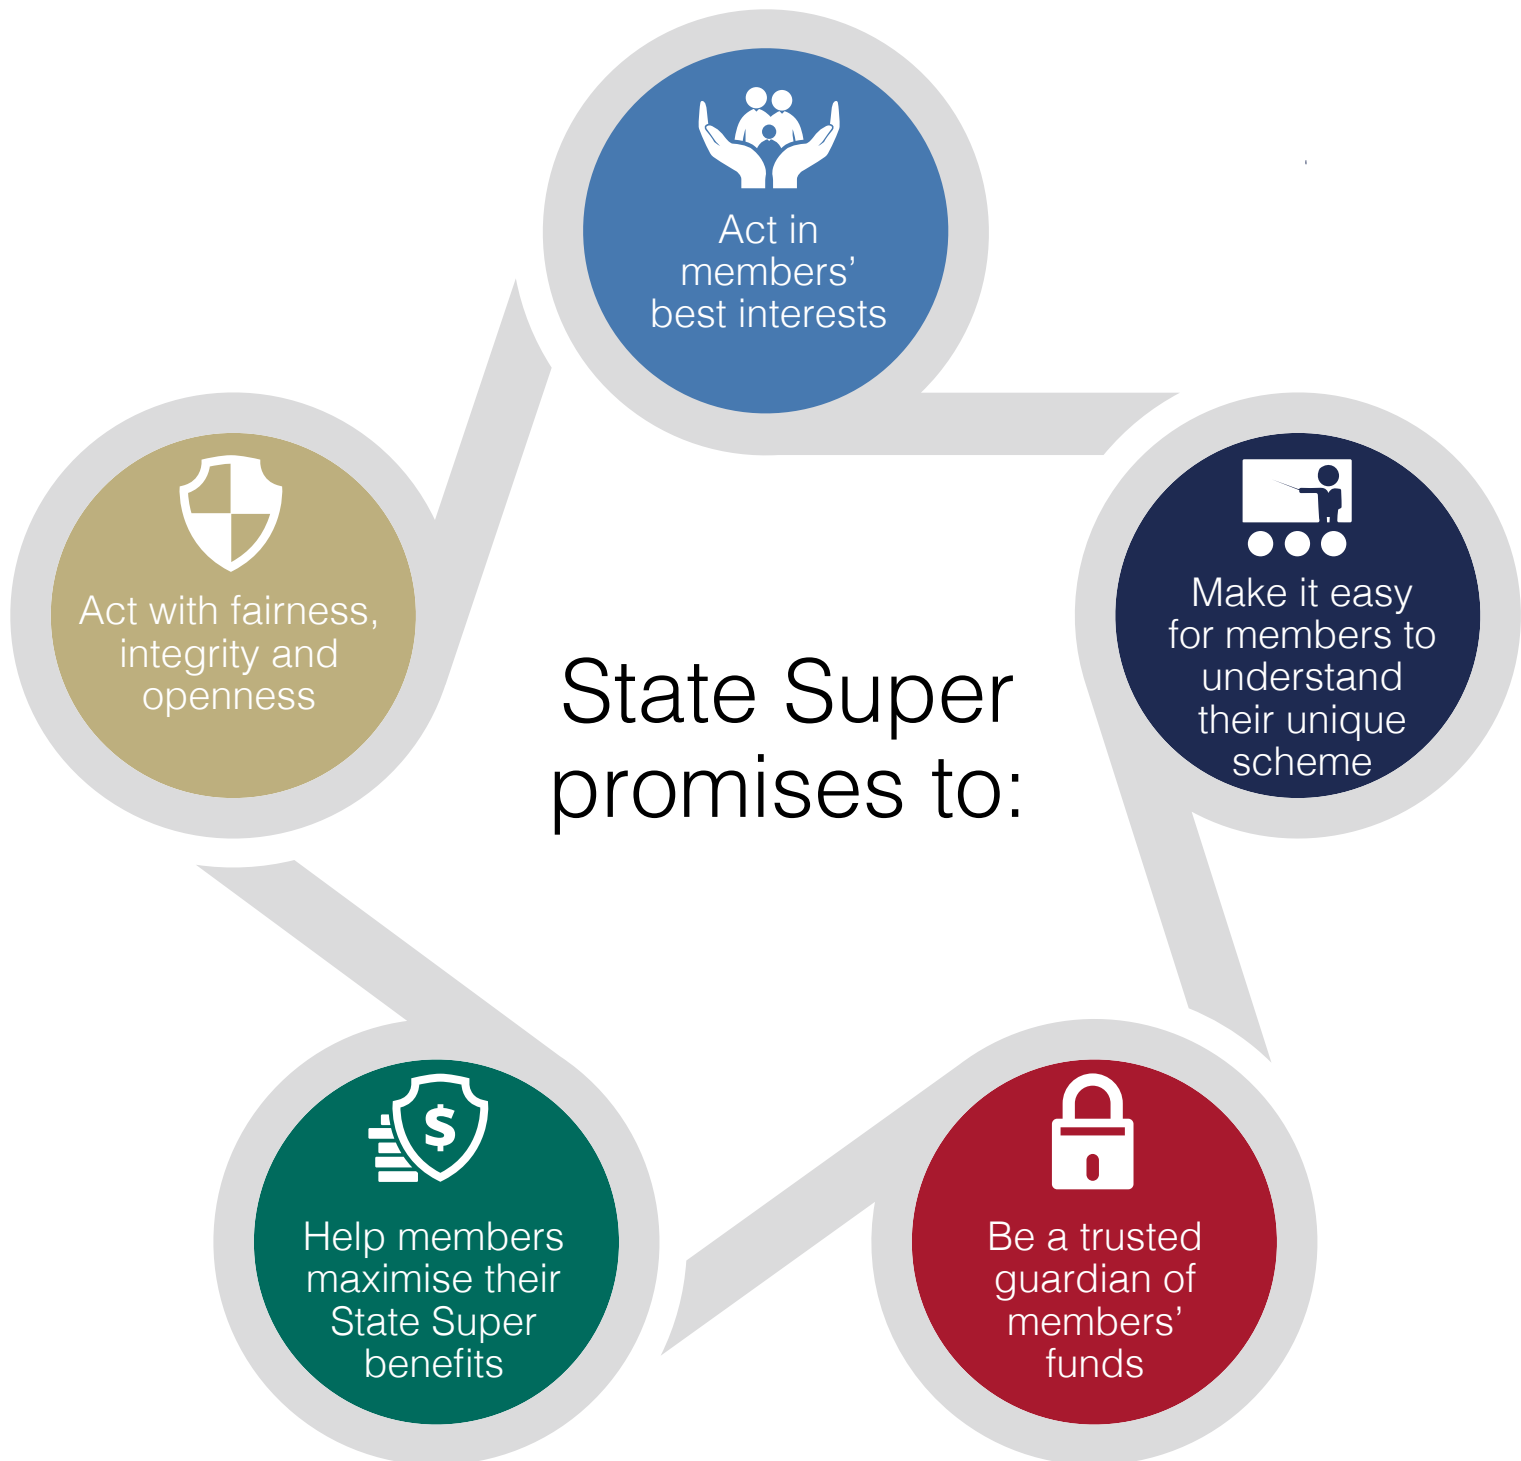 Act in
members’
best interests
Make it easy
for members to
understand
their unique
scheme
Be a trusted
guardian of
members’
funds
Help members
maximise their
State Super
benefits
Act with fairness,
integrity and
openness
State Super
promises to:
$